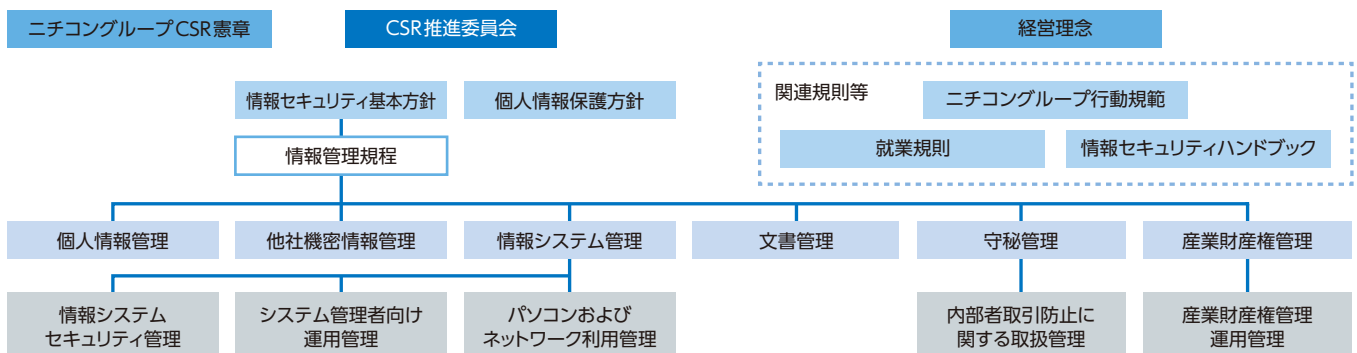 ニチコングループCSR憲章
CSR推進委員会
経営理念
情報セキュリティ基本方針
個人情報保護方針
関連規則等
ニチコングループ行動規範
情報管理規程
就業規則
情報セキュリティハンドブック
個人情報管理
他社機密情報管理
情報システム管理
文書管理
守秘管理
産業財産権管理
情報システム
セキュリティ管理
システム管理者向け
運用管理
パソコンおよび
ネットワーク利用管理
内部者取引防止に
関する取扱管理
産業財産権管理
運用管理